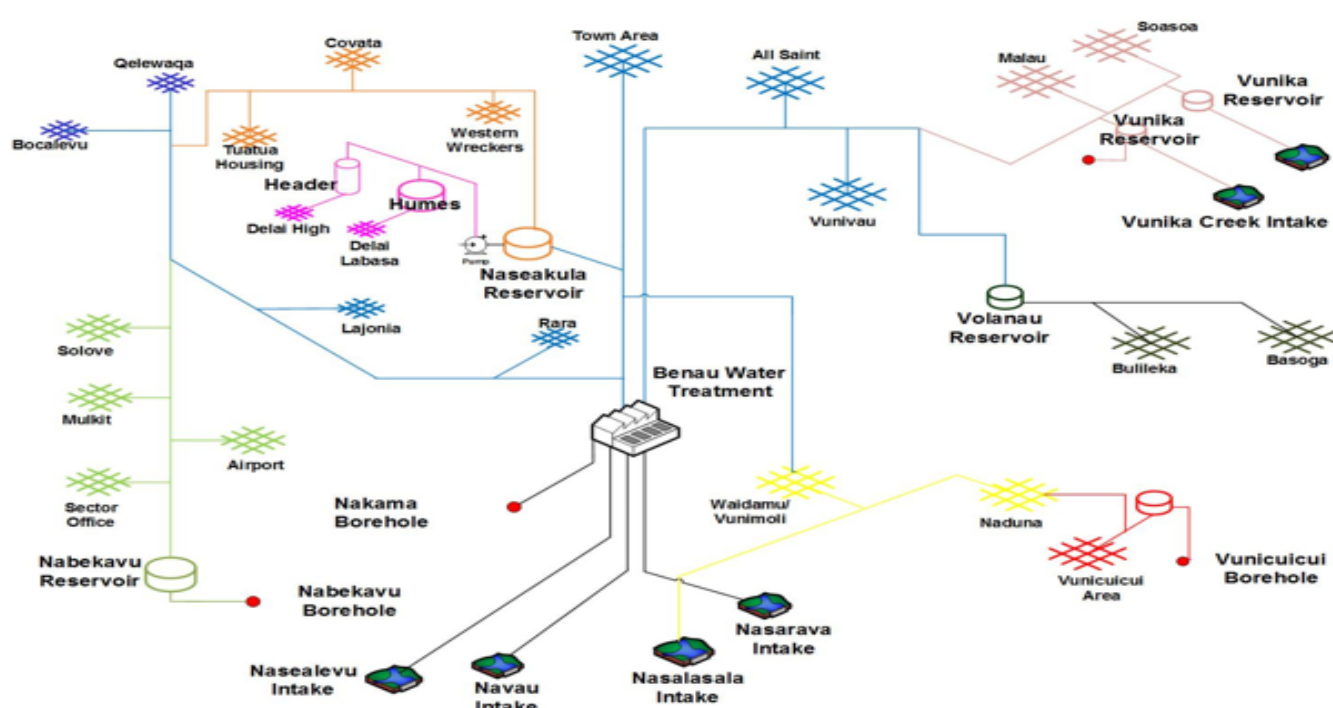 Soasoa
Covata
Town Area
All Saint
Malau
Qelewaqa
Vunika
Reservoir
Vunika
Reservoir
Western
Wreckers
Bocalevu
Tuatua
Housing
Header
Humes
Vunivau
Vunika Creek Intake
Delai High
Delai
Labasa
Pump
Naseakula
Reservoir
Lajonia
Rara
Volanau
Reservoir
Solove
Bulileka
Basoga
Benau Water
Treatment
Mulkit
Airport
Nakama
Borehole
Sector
Office
Waidamu/
Vunimoli
Naduna
Nabekavu
Reservoir
Nabekavu
Borehole
Vunicuicui
Area
Vunicuicui
Borehole
Nasarava
Intake
Nasealevu
Intake
Navau
Intake
Nasalasala
Intake